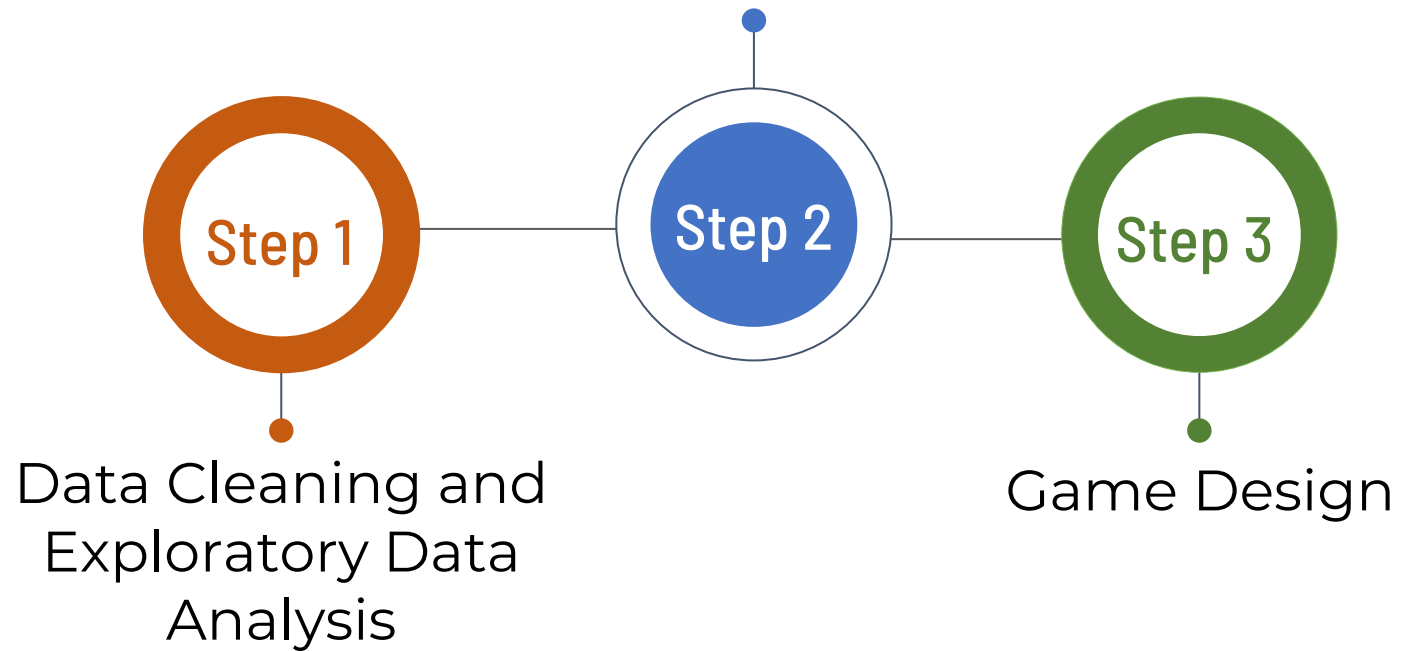 Step 1
Step 2
Step 3
Data Cleaning and
Exploratory Data
Analysis
Game Design